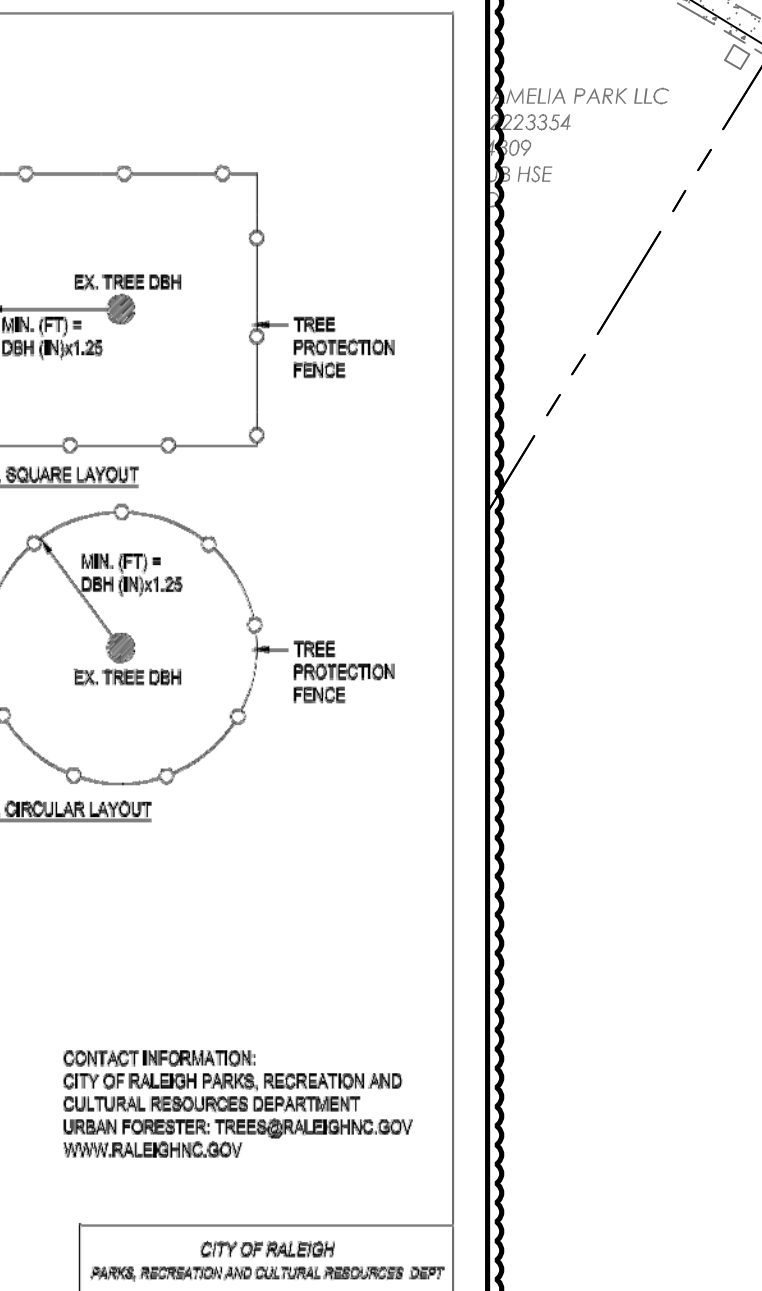 EX. TREE DBH
MIN. (FT) =
DBH (IN)x1.25
TREE
PROTECTION
FENCE
SQUARE LAYOUT
MIN. (FT) =
DBH (IN)x1.25
EX. TREE DBH
TREE
PROTECTION
FENCE
CIRCULAR LAYOUT
CONTACT INFORMATION:
CITY OF RALEIGH PARKS, RECREATION AND
CULTURAL RESOURCES DEPARTMENT
URBAN FORESTER: TREES@RALEIGHNC.GOV
WWW.RALEIGHNC.GOV
CITY OF RALEIGH
PARKS, RECREATION AND CULTURAL RESOURCES DEPT
AMELIA PARK LLC
2223354
HSE